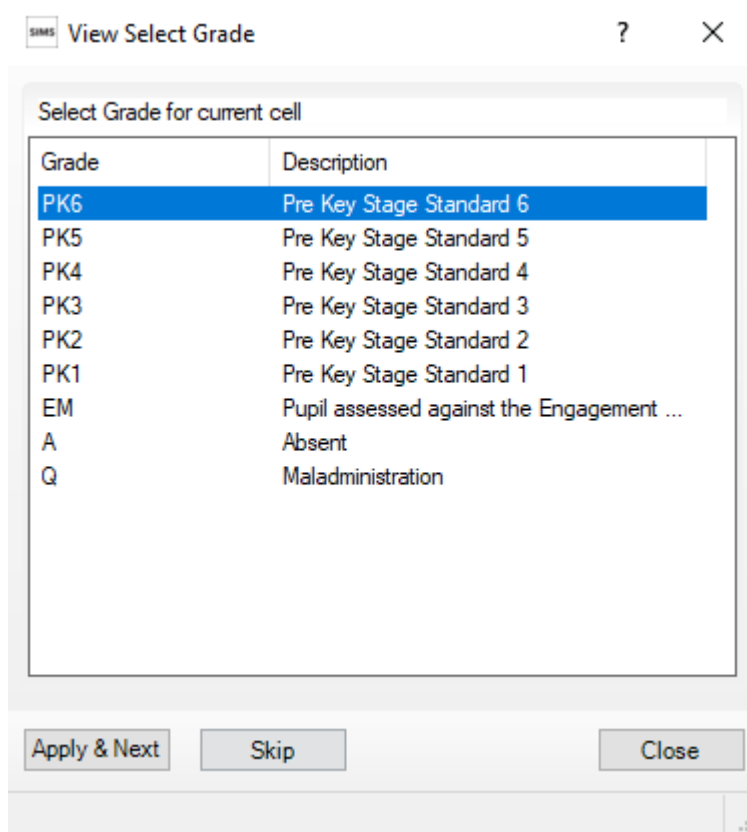 SIMS View Select Grade ?
Select Grade for current cell
Grade Description
PK6 Pre Key Stage Standard 6
PK5 Pre Key Stage Standard 5
PK4 Pre Key Stage Standard 4
PK3 Pre Key Stage Standard 3
PK2 Pre Key Stage Standard 2
PK1 Pre Key Stage Standard 1
EM Pupil assessed against the Engagement ...
A Absent
Q Maladministration
Apply & Next Skip Close